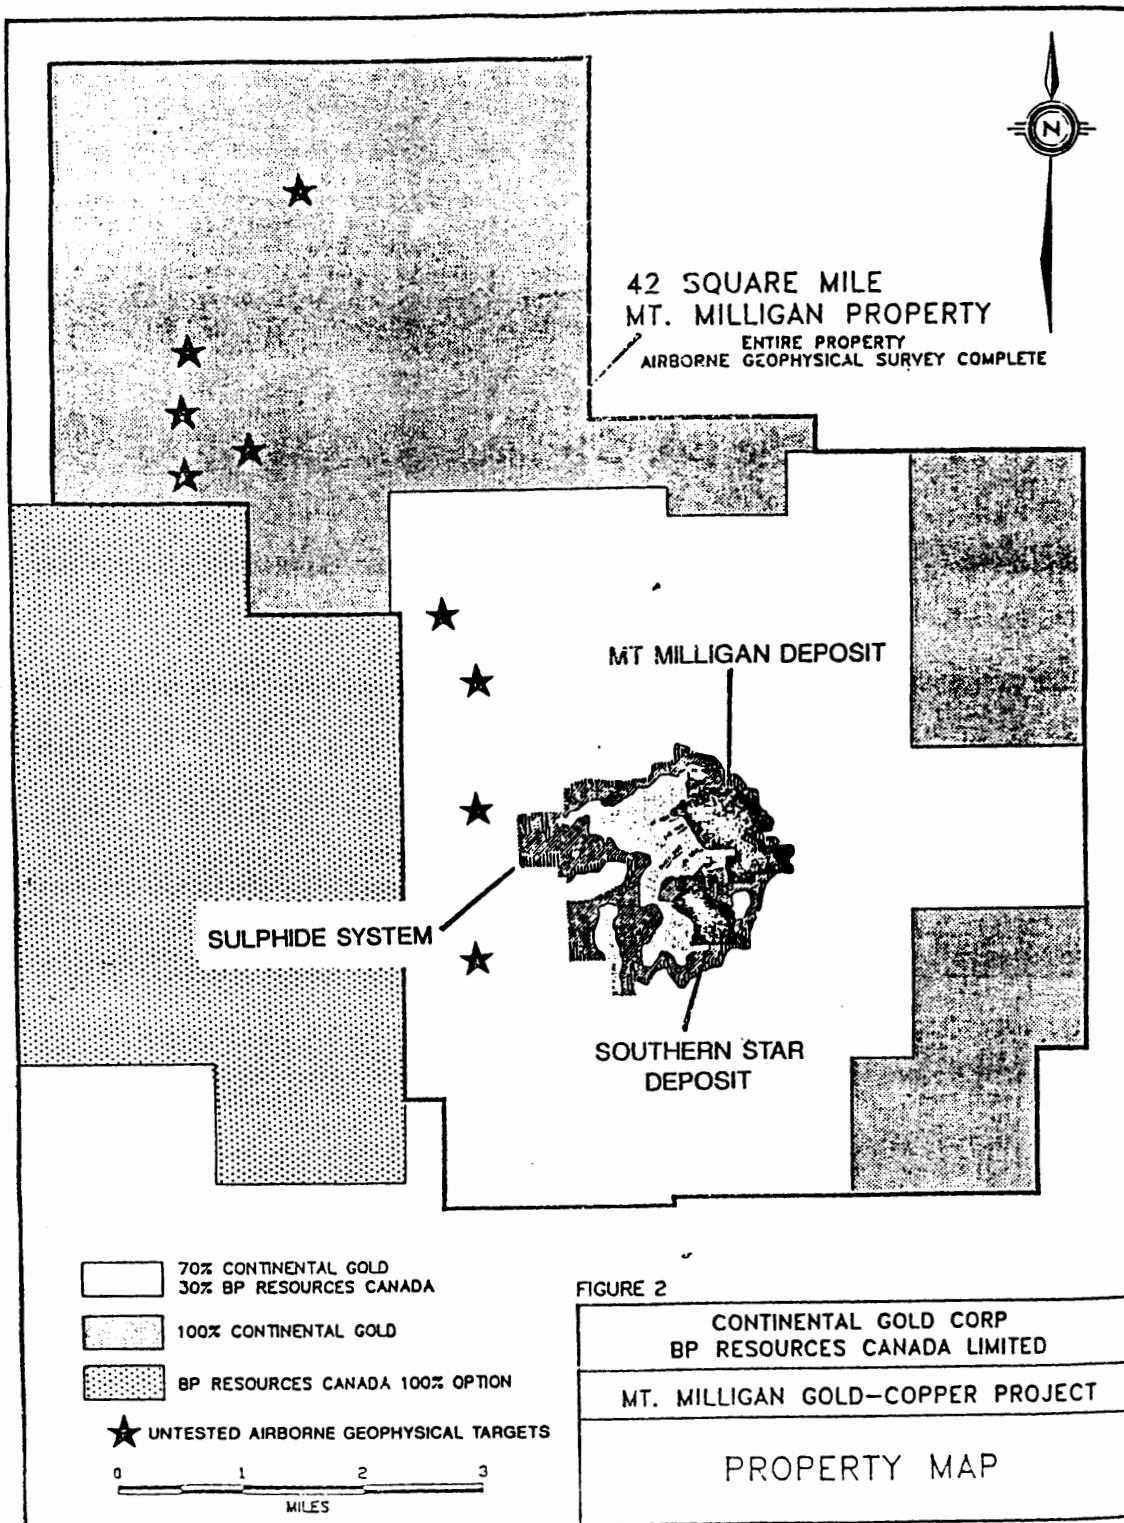 N
42 SQUARE MILE
MT. MILLIGAN PROPERTY
ENTIRE PROPERTY
AIRBORNE GEOPHYSICAL SURVEY COMPLETE
MT MILLIGAN DEPOSIT
SULPHIDE SYSTEM
SOUTHERN STAR
DEPOSIT
70% CONTINENTAL GOLD
30% BP RESOURCES CANADA
100% CONTINENTAL GOLD
BP RESOURCES CANADA 100% OPTION
UNTESTED AIRBORNE GEOPHYSICAL TARGETS
0 1 2 3
MILES
FIGURE 2
CONTINENTAL GOLD CORP
BP RESOURCES CANADA LIMITED
MT. MILLIGAN GOLD-COPPER PROJECT
PROPERTY MAP